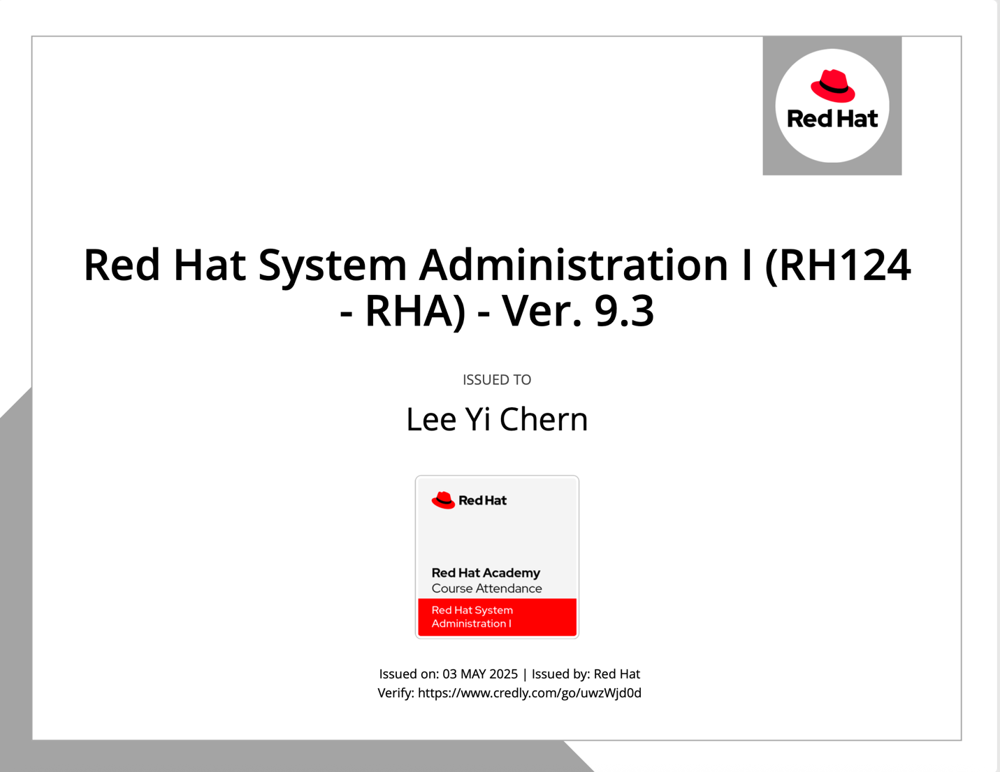 Red Hat
Red Hat System Administration I (RH124
- RHA) - Ver. 9.3
ISSUED TO
Lee Yi Chern
Red Hat
Red Hat Academy
Course Attendance
Red Hat System
Administration I
Issued on: 03 MAY 2025 | Issued by: Red Hat
Verify: https://www.credly.com/go/uwzWjd0d